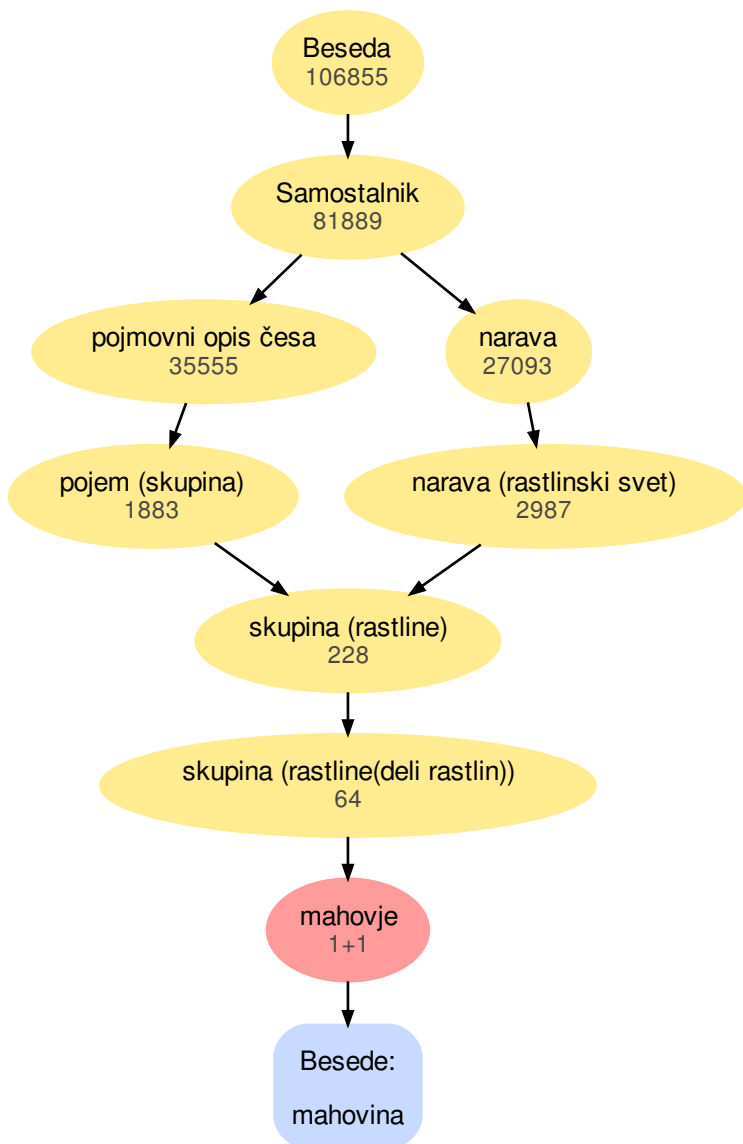 Beseda
106855
Samostalnik
81889
pojmovni opis česa
35555
narava
27093
pojem (skupina)
1883
narava (rastlinski svet)
2987
skupina (rastline)
228
skupina (rastline(deli rastlin))
64
mahovje
1+1
Besede:
mahovina